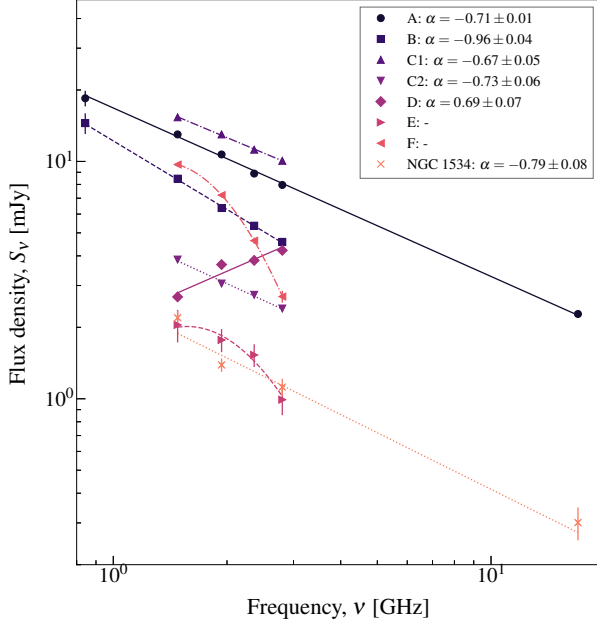 A: α = −0.71 ± 0.01
B: α = −0.96 ± 0.04
C1: α = −0.67 ± 0.05
C2: α = −0.73 ± 0.06
D: α = 0.69 ± 0.07
E: -
F: -
NGC 1534: α = −0.79 ± 0.08
10¹
10⁰
Flux density, Sν [mJy]
10⁰ 10¹
Frequency, ν [GHz]